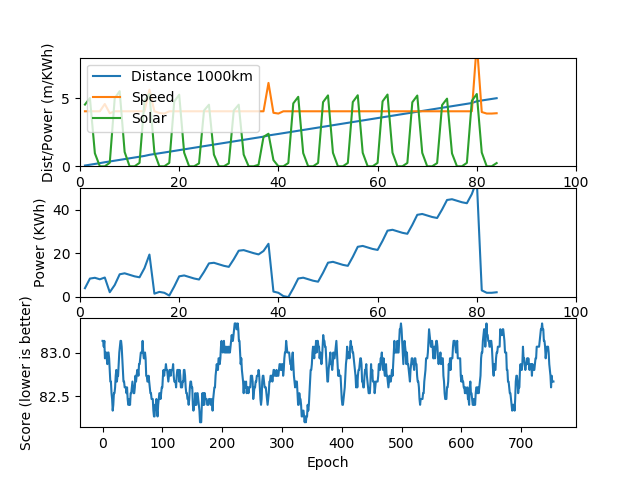 Dist/Power (m/KWh)
5
0
Distance 1000km
Speed
Solar
0 20 40 60 80 100
Power (KWh)
40
20
0
0 20 40 60 80 100
Score (lower is better)
83.0
82.5
0 100 200 300 400 500 600 700
Epoch